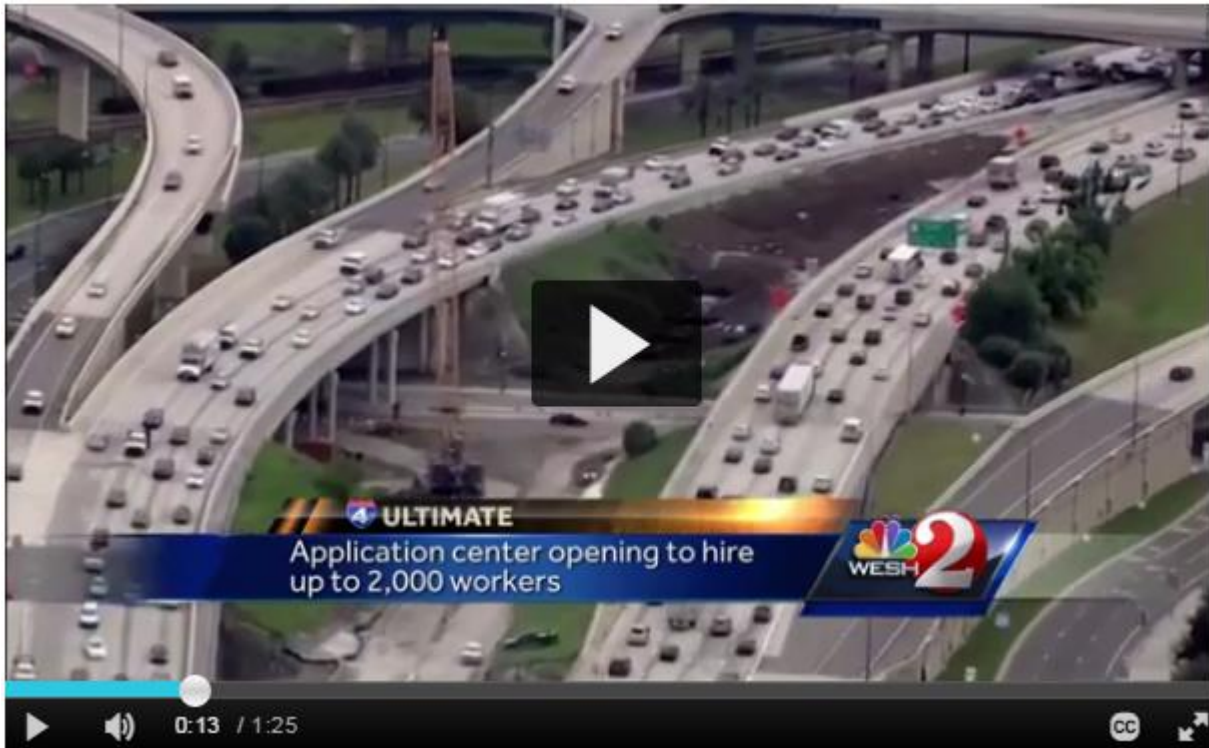 4 ULTIMATE
Application center opening to hire
up to 2,000 workers
WESH 2
0:13 / 1:25
CC